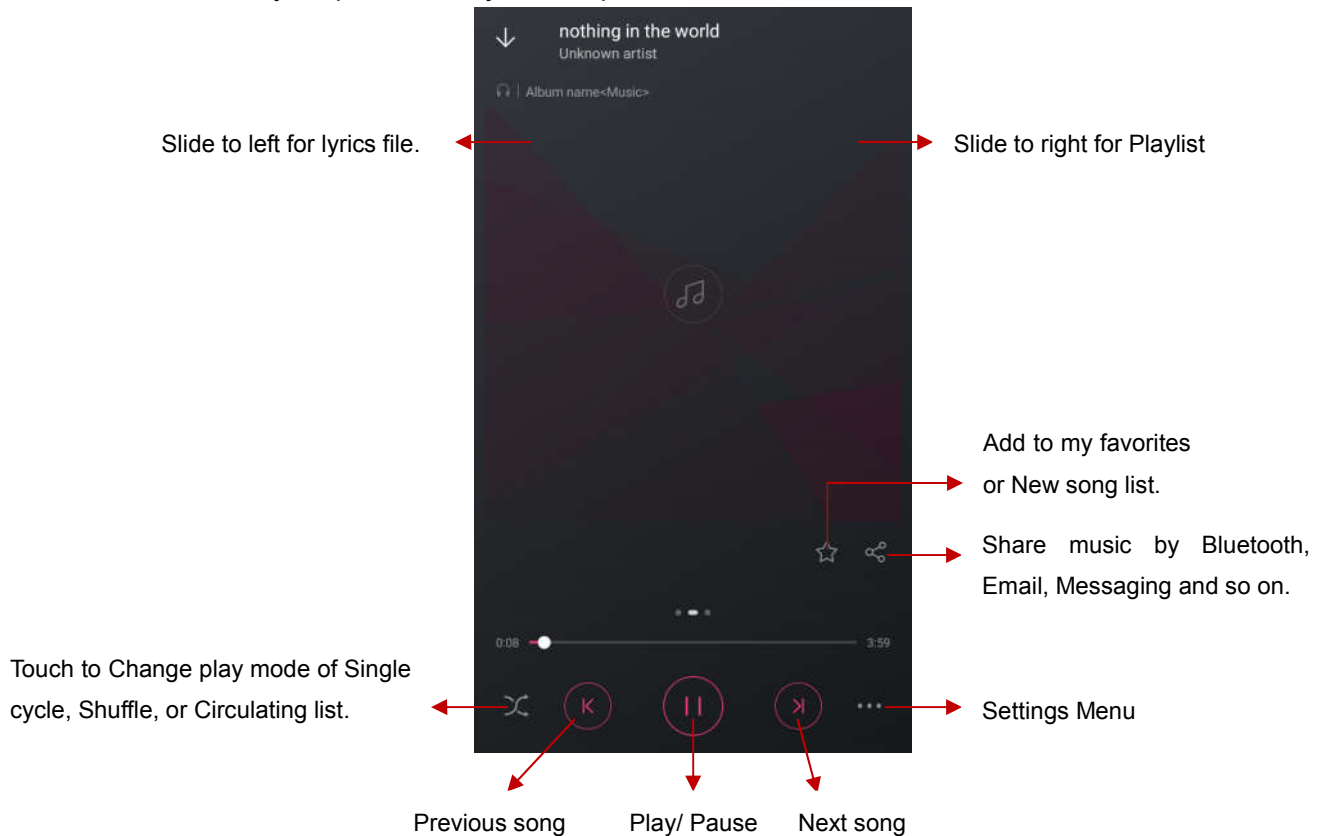 nothing in the world
Unknown artist
Album name<Music>
Slide to left for lyrics file.
Slide to right for Playlist
Add to my favorites
or New song list.
Share music by Bluetooth,
Email, Messaging and so on.
0:08
3:59
Touch to Change play mode of Single
cycle, Shuffle, or Circulating list.
Settings Menu
Previous song
Play/ Pause
Next song